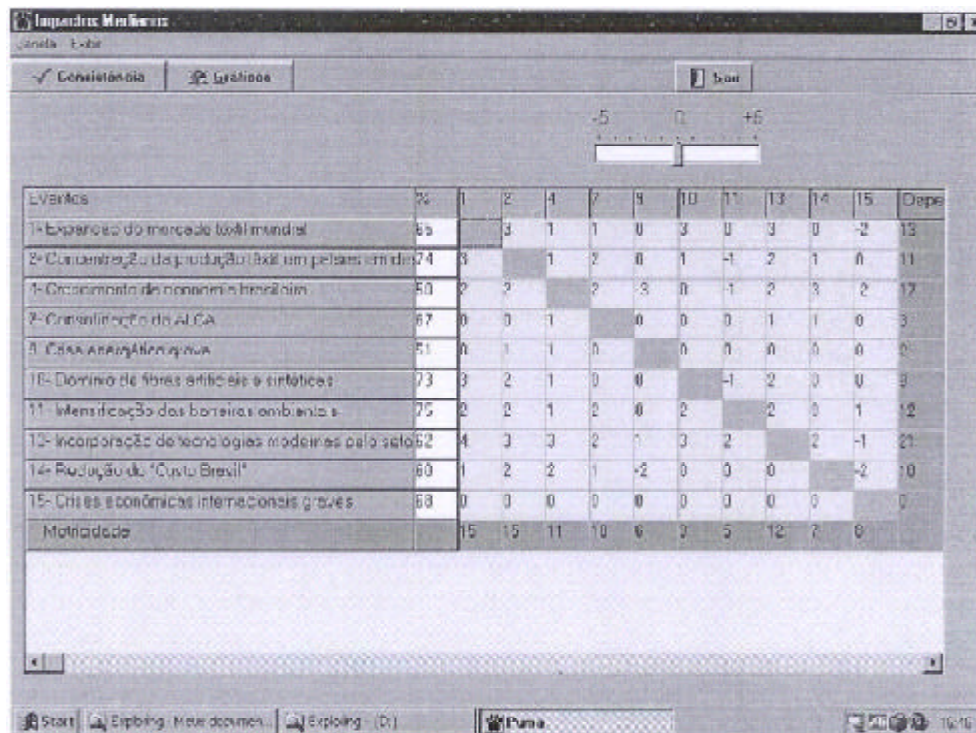 Impactos Medianos
Janela Exibir
Consistência Gráficos Sair
-5 0 +5
Eventos % 1 2 4 7 9 10 11 13 14 15 Depe
1- Expansão do mercado têxtil mundial 1 1 0 3 0 3 0 -2 13
2- Concentração da produção têxtil em países em 74 3 1 2 0 1 -1 2 1 0 11
4- Crescimento da economia brasileira 50 2 2 2 -3 0 -1 2 3 -2 17
7- Consolidação da ALCA 67 0 0 1 0 0 0 1 1 0 3
9- Crise energética grave 51 0 1 1 0 0 0 0 0 0
10- Domínio de fibras artificiais e sintéticas 73 3 2 1 0 0 -1 2 0 0 9
11- Intensificação das barreiras ambientais 75 2 2 1 2 0 2 2 0 1 12
13- Incorporação de tecnologias modernas pelo seto 62 4 3 3 2 1 3 2 2 -1 21
14- Redução do "Custo Brasil" 60 1 2 2 1 -2 0 0 0 -2 10
15- Crises econômicas internacionais graves 68 0 0 0 0 0 0 0 0 0 0
Motricidade 15 15 11 10 6 9 5 12 7 8
Start Exploring - Meus documen... Exploring - (D:) Puma 16:16